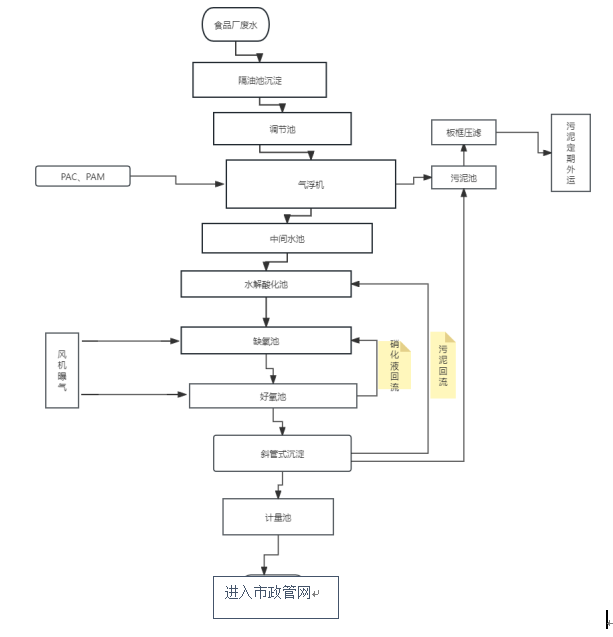 食品厂废水
隔油池沉淀
调节池
板框压滤
污泥定期外运
PAC、PAM
气浮机
污泥池
中间水池
水解酸化池
风机曝气
缺氧池
硝化液回流
污泥回流
好氧池
斜管式沉淀
计量池
进入市政管网